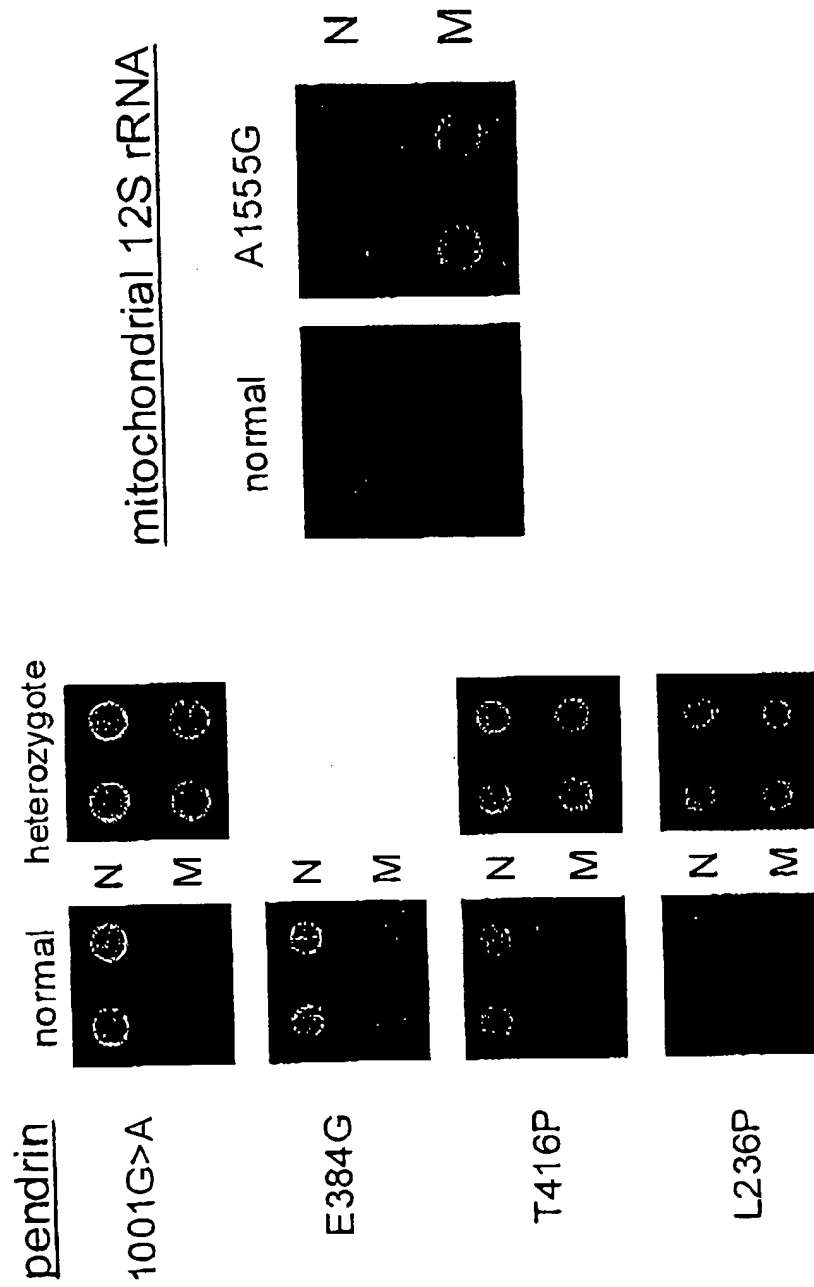 pendrin
normal heterozygote
1001G>A N M
E384G N M
T416P N M
L236P N M
mitochondrial 12S rRNA
normal A1555G
N
M